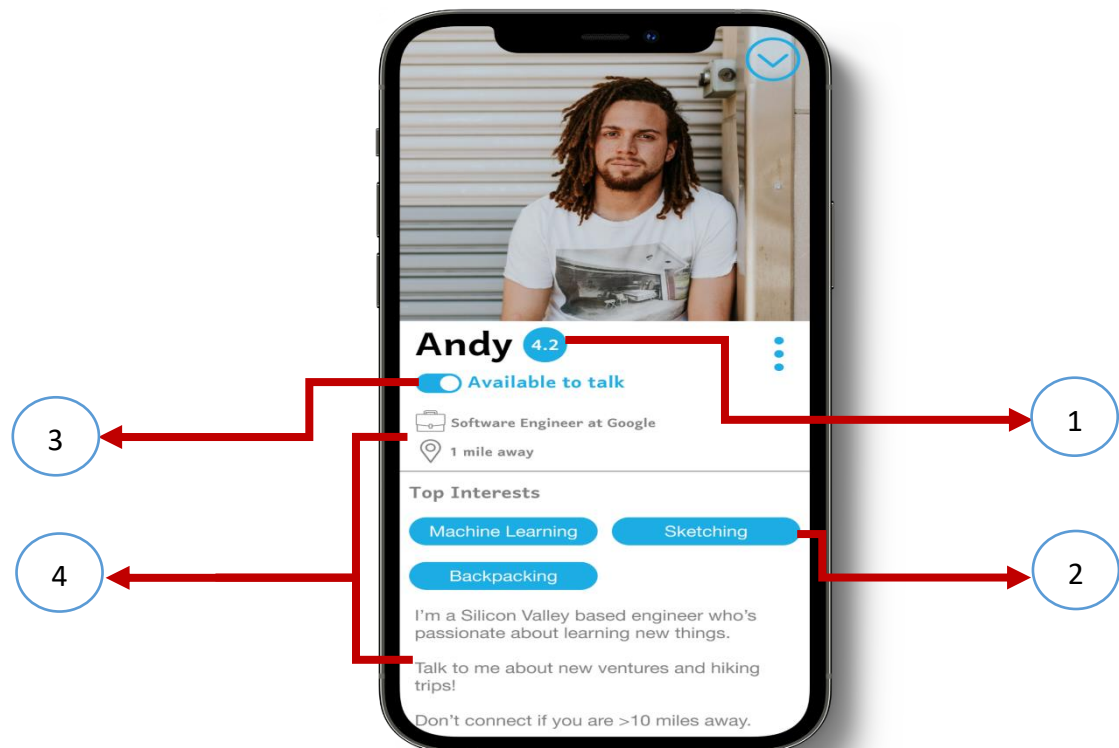 Andy 4.2
Available to talk
Software Engineer at Google
1 mile away
Top Interests
Machine Learning Sketching
Backpacking
I'm a Silicon Valley based engineer who's
passionate about learning new things.
Talk to me about new ventures and hiking
trips!
Don't connect if you are >10 miles away.
1
3
4
2